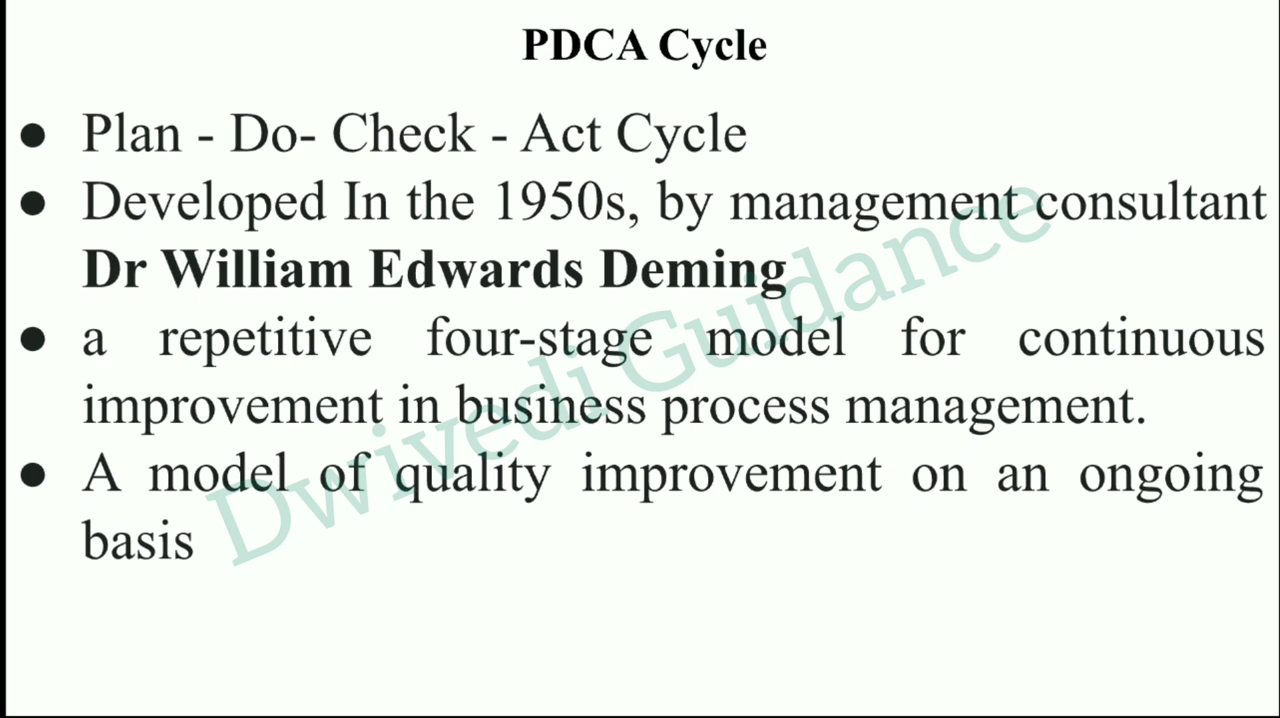 PDCA Cycle
● Plan - Do- Check - Act Cycle
● Developed In the 1950s, by management consultant
Dr William Edwards Deming
● a repetitive four-stage model for continuous
improvement in business process management.
● A model of quality improvement on an ongoing
basis
Dwivedi Guidance